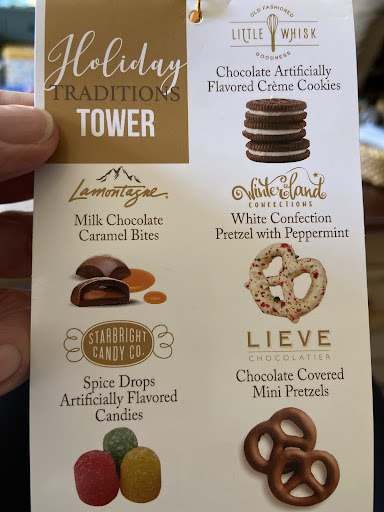 Holiday
TRADITIONS
TOWER
OLD FASHIONED
LITTLE WHISK
GOODNESS
Chocolate Artificially
Flavored Crème Cookies
Lamontagne
Milk Chocolate
Caramel Bites
Winterland
CONFECTIONS
White Confection
Pretzel with Peppermint
STARBRIGHT
CANDY CO.
Spice Drops
Artificially Flavored
Candies
LIEVE
CHOCOLATIER
Chocolate Covered
Mini Pretzels